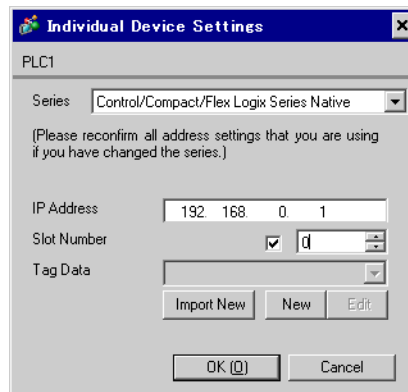 Individual Device Settings
PLC1
Series Control/Compact/Flex Logix Series Native
(Please reconfirm all address settings that you are using
if you have changed the series.)
IP Address 192. 168. 0. 1
Slot Number 0
Tag Data
Import New New Edit
OK (O) Cancel